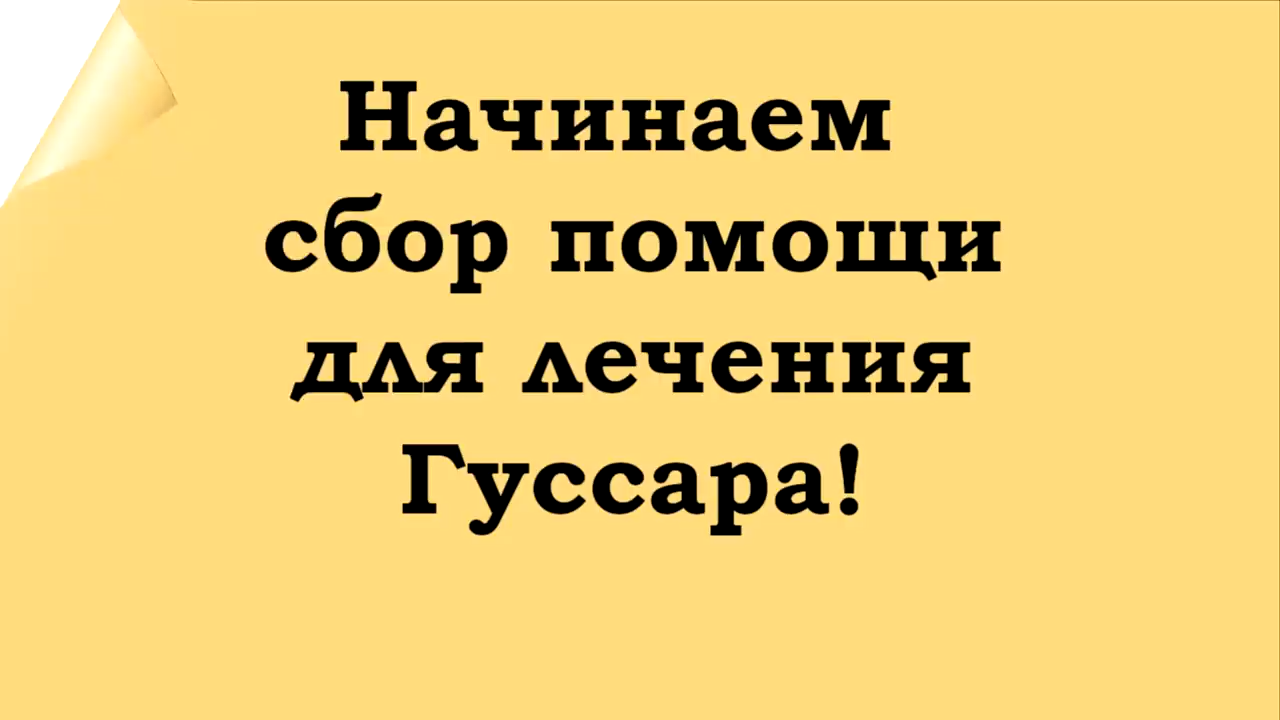 Начинаем
сбор помощи
для лечения
Гуссара!